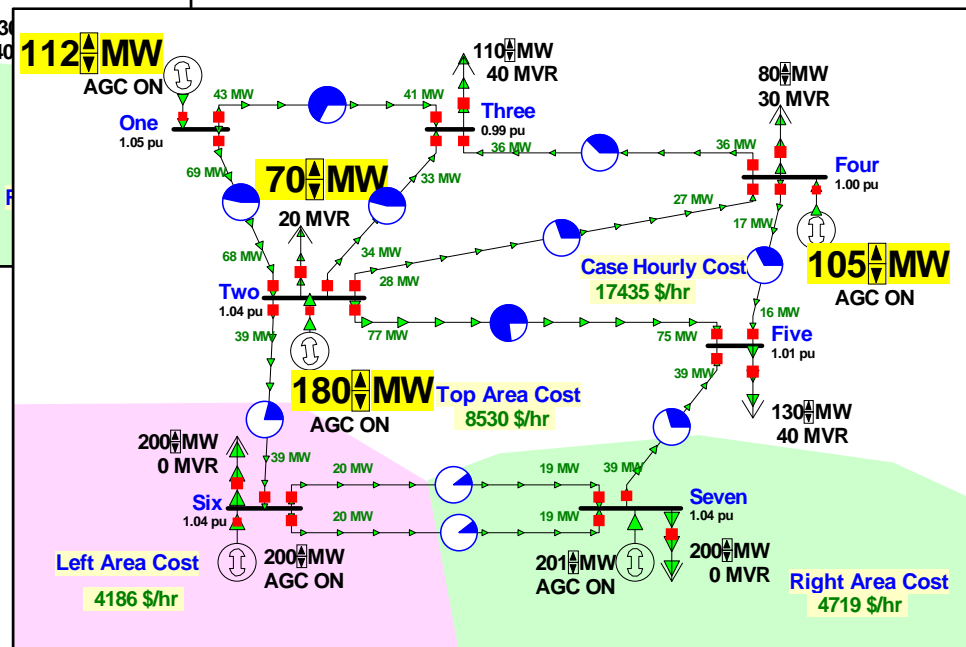 30
40
F
112 MW
AGC ON
43 MW
41 MW
One
1.05 pu
110 MW
40 MVR
Three
0.99 pu
80 MW
30 MVR
36 MW
36 MW
Four
1.00 pu
69 MW
70 MW
20 MVR
33 MW
27 MW
17 MW
68 MW
34 MW
28 MW
Case Hourly Cost
17435 $/hr
105 MW
AGC ON
Two
1.04 pu
39 MW
77 MW
75 MW
16 MW
Five
1.01 pu
39 MW
180 MW
AGC ON
Top Area Cost
8530 $/hr
130 MW
40 MVR
200 MW
0 MVR
39 MW
20 MW
19 MW
39 MW
Six
1.04 pu
20 MW
19 MW
Seven
1.04 pu
Left Area Cost
4186 $/hr
200 MW
AGC ON
201 MW
AGC ON
200 MW
0 MVR
Right Area Cost
4719 $/hr